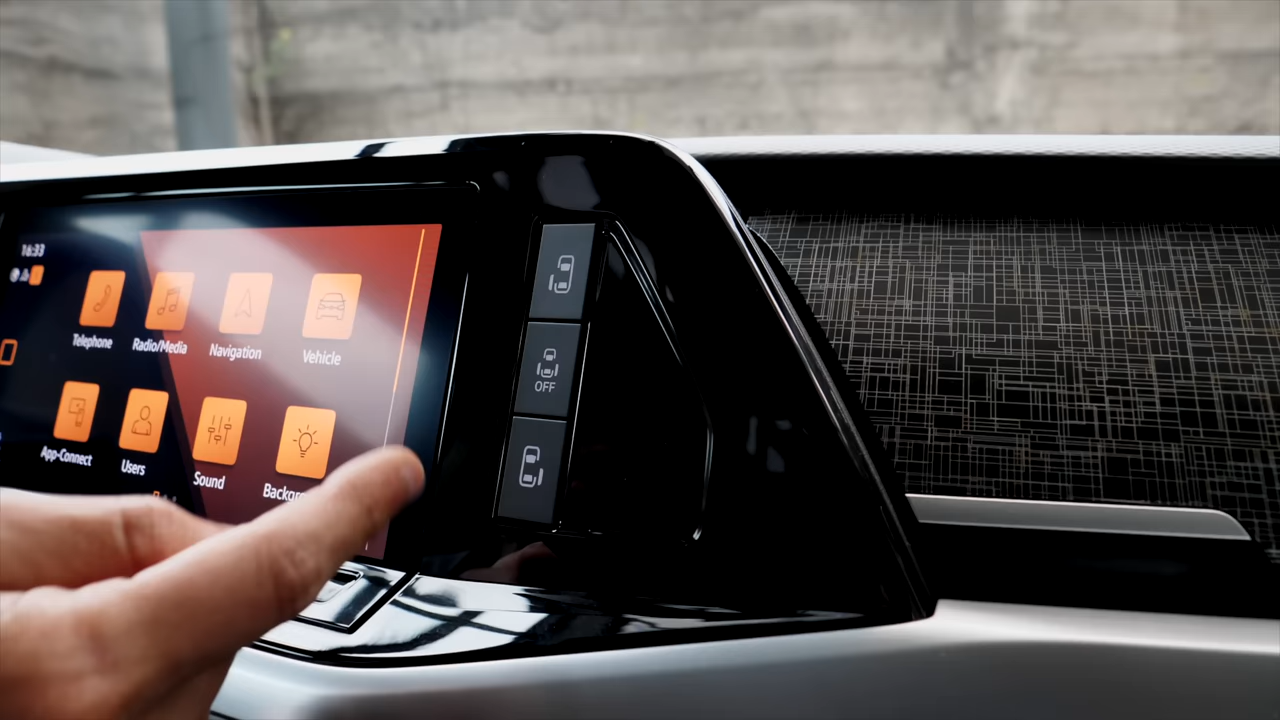 16:33
Telephone
Radio/Media
Navigation
Vehicle
OFF
App-Connect
Users
Sound